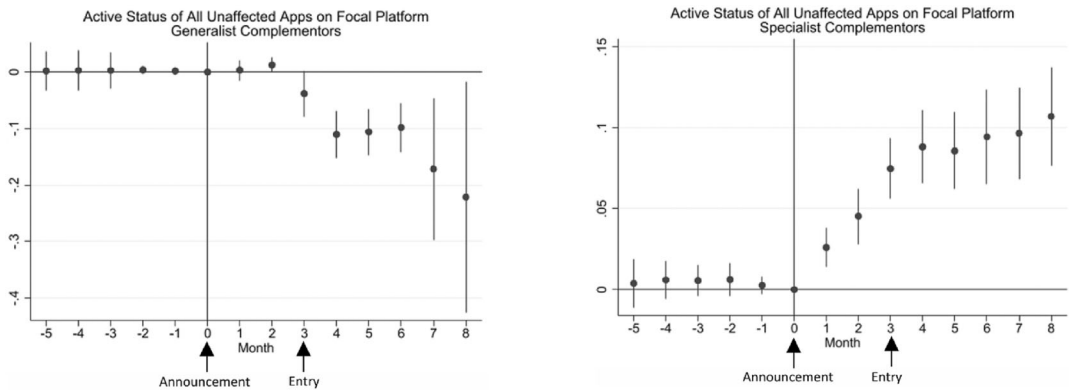 Active Status of All Unaffected Apps on Focal Platform
Generalist Complementors
0
-.1
-.2
-.3
-.4
-5 -4 -3 -2 -1 0 1 2 3 4 5 6 7 8
Month
Announcement Entry
Active Status of All Unaffected Apps on Focal Platform
Specialist Complementors
.15
.1
.05
0
-5 -4 -3 -2 -1 0 1 2 3 4 5 6 7 8
Month
Announcement Entry